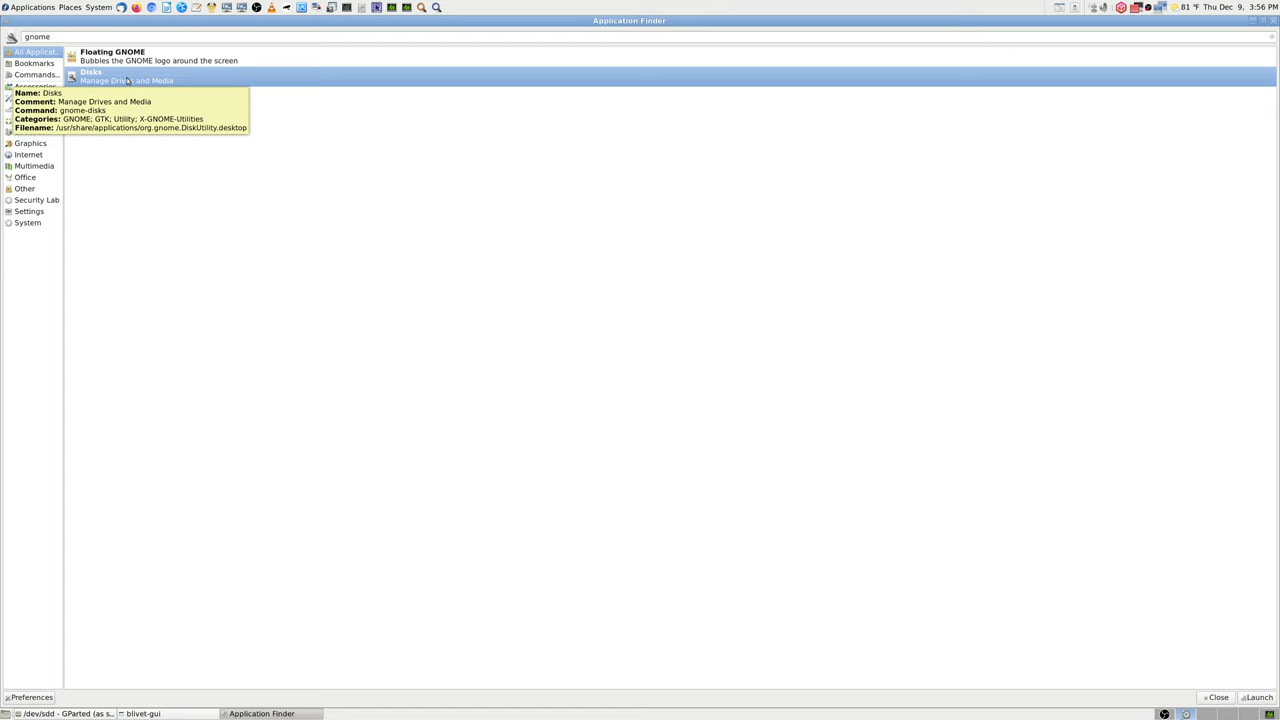 Applications Places System
81 °F Thu Dec 9, 3:56 PM
Application Finder
gnome
All Applicat...
Bookmarks
Commands...
Accessories
Graphics
Internet
Multimedia
Office
Other
Security Lab
Settings
System
Floating GNOME
Bubbles the GNOME logo around the screen
Disks
Manage Drives and Media
Name: Disks
Comment: Manage Drives and Media
Command: gnome-disks
Categories: GNOME; GTK; Utility; X-GNOME-Utilities
Filename: /usr/share/applications/org.gnome.DiskUtility.desktop
Preferences
Close
Launch
/dev/sdd - GParted (as s...
blivet-gui
Application Finder